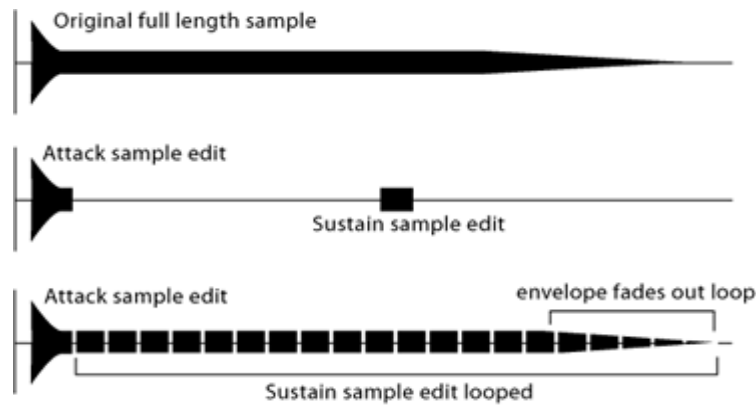 Original full length sample
Attack sample edit
Sustain sample edit
Attack sample edit
envelope fades out loop
Sustain sample edit looped